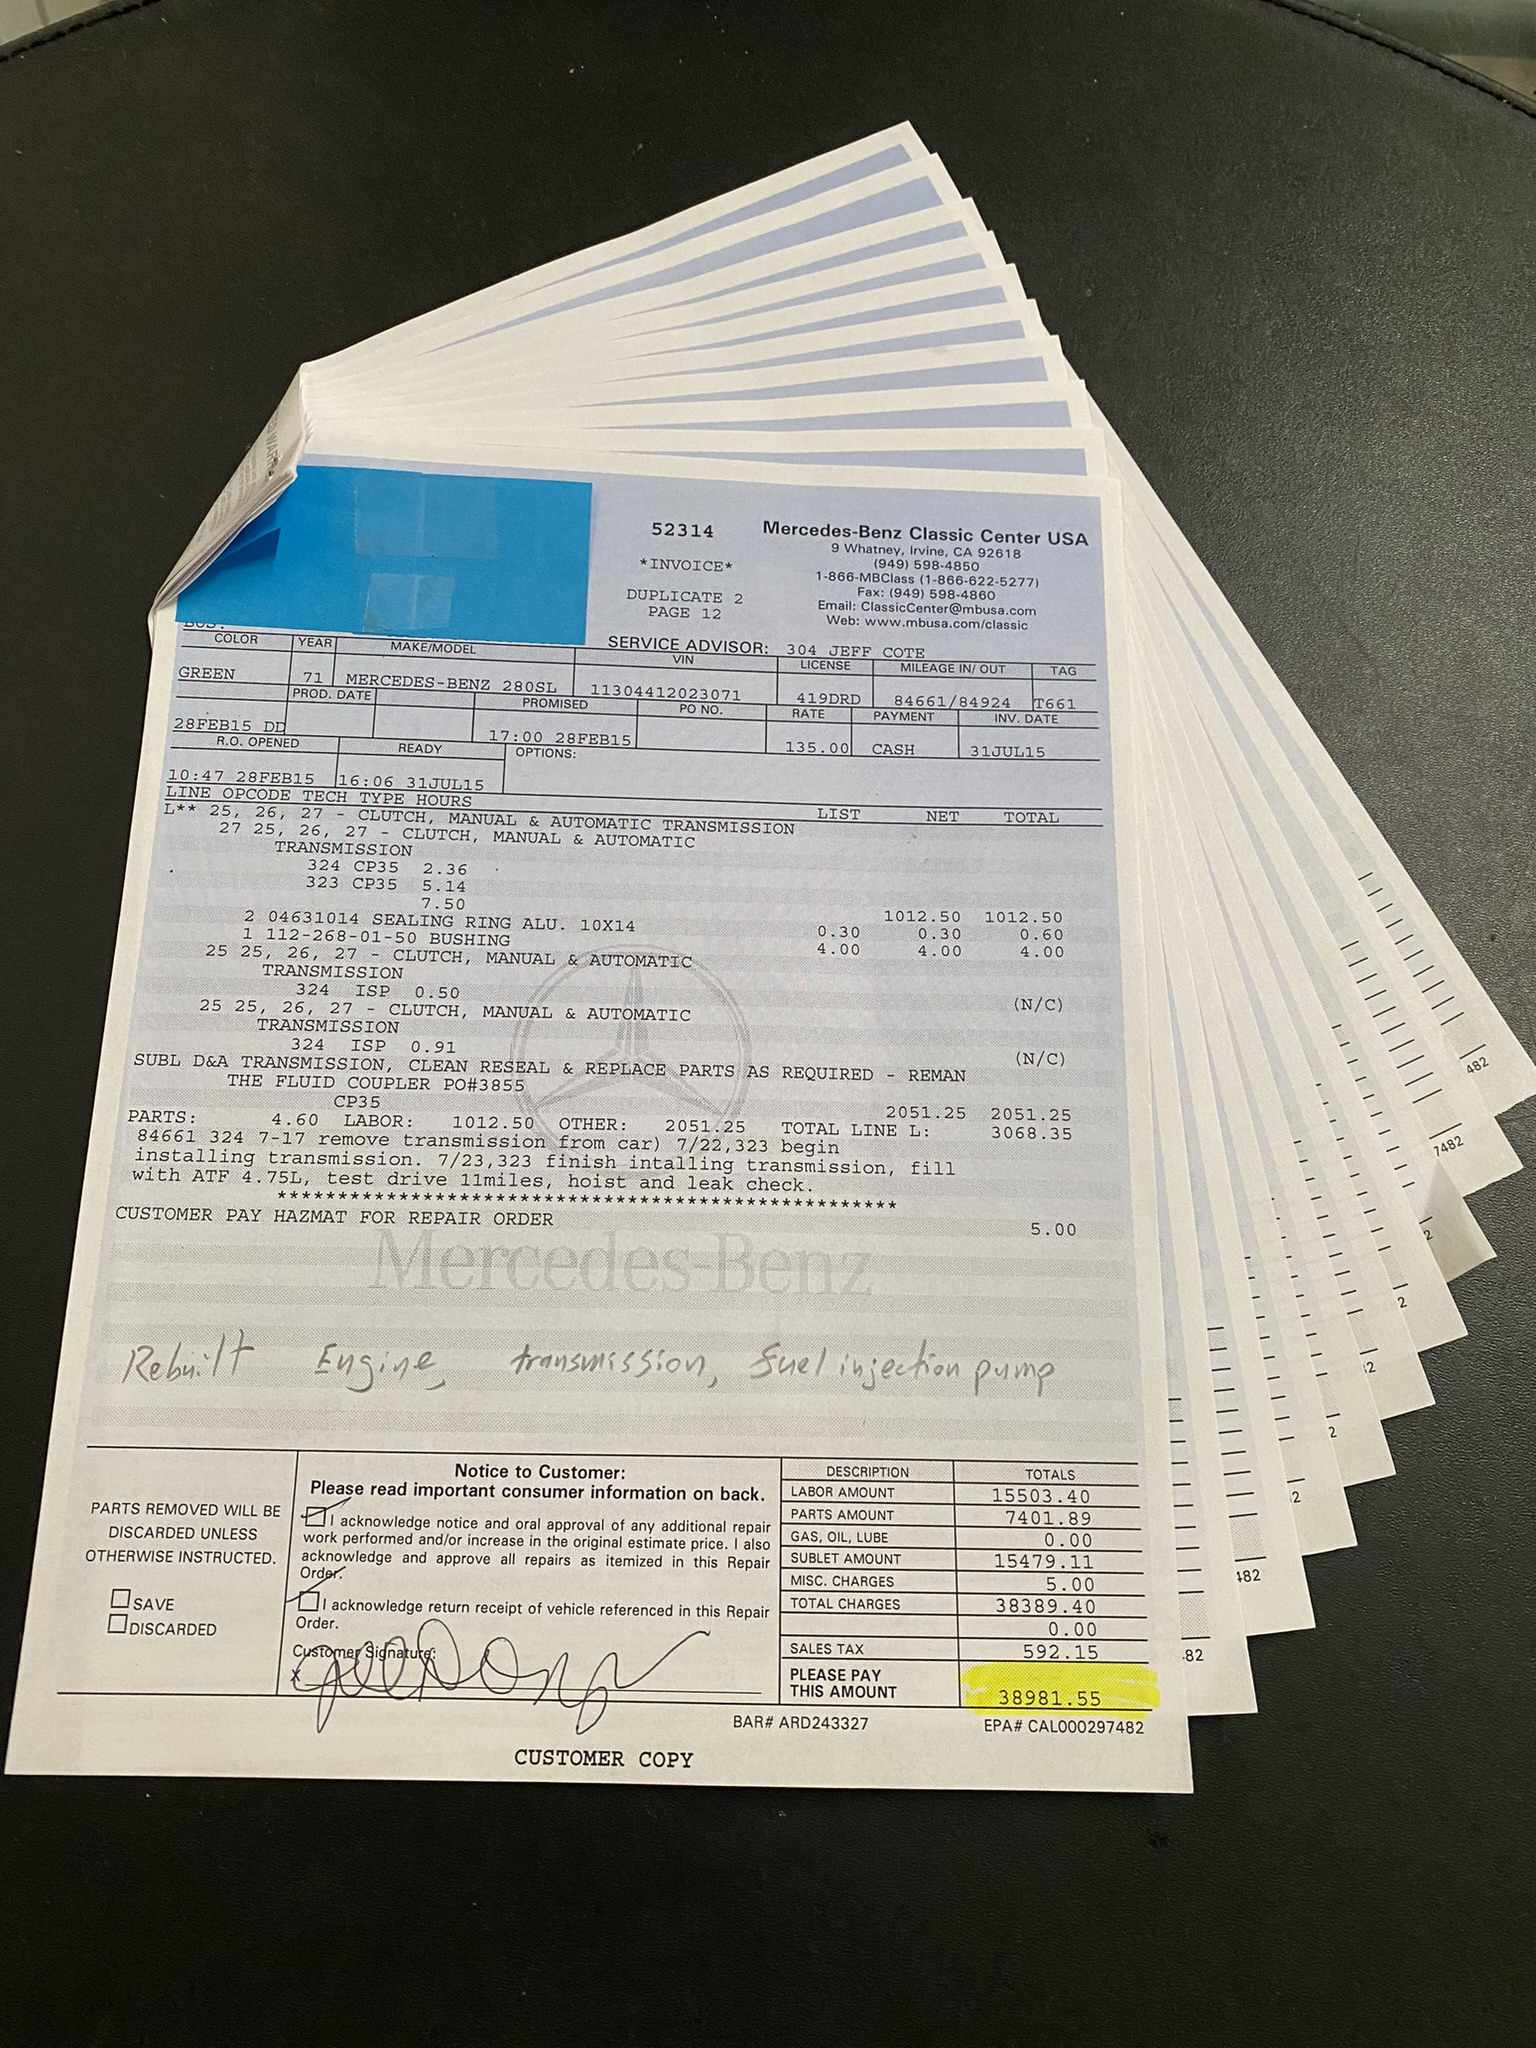 52314
*INVOICE*
DUPLICATE 2
PAGE 12
Mercedes-Benz Classic Center USA
9 Whatney, Irvine, CA 92618
(949) 598-4850
1-866-MBClass (1-866-622-5277)
Fax: (949) 598-4860
Email: ClassicCenter@mbusa.com
Web: www.mbusa.com/classic
BUS:
SERVICE ADVISOR: 304 JEFF COTE
COLOR YEAR MAKE/MODEL VIN LICENSE MILEAGE IN/ OUT TAG
GREEN 71 MERCEDES-BENZ 280SL 11304412023071 419DRD 84661/84924 T661
PROD. DATE PROMISED PO NO. RATE PAYMENT INV. DATE
28FEB15 DD 17:00 28FEB15 135.00 CASH 31JUL15
R.O. OPENED READY OPTIONS:
10:47 28FEB15 16:06 31JUL15
LINE OPCODE TECH TYPE HOURS LIST NET TOTAL
L** 25, 26, 27 - CLUTCH, MANUAL & AUTOMATIC TRANSMISSION
27 25, 26, 27 - CLUTCH, MANUAL & AUTOMATIC
TRANSMISSION
324 CP35 2.36
323 CP35 5.14
7.50 1012.50 1012.50
2 04631014 SEALING RING ALU. 10X14 0.30 0.30 0.60
1 112-268-01-50 BUSHING 4.00 4.00 4.00
25 25, 26, 27 - CLUTCH, MANUAL & AUTOMATIC
TRANSMISSION
324 ISP 0.50 (N/C)
25 25, 26, 27 - CLUTCH, MANUAL & AUTOMATIC
TRANSMISSION
324 ISP 0.91 (N/C)
SUBL D&A TRANSMISSION, CLEAN RESEAL & REPLACE PARTS AS REQUIRED - REMAN
THE FLUID COUPLER PO#3855
CP35 2051.25 2051.25
PARTS: 4.60 LABOR: 1012.50 OTHER: 2051.25 TOTAL LINE L: 3068.35
84661 324 7-17 remove transmission from car) 7/22,323 begin
installing transmission. 7/23,323 finish intalling transmission, fill
with ATF 4.75L, test drive 11miles, hoist and leak check.
****************************************************
CUSTOMER PAY HAZMAT FOR REPAIR ORDER 5.00
Mercedes-Benz
Rebuilt Engine, transmission, fuel injection pump
PARTS REMOVED WILL BE
DISCARDED UNLESS
OTHERWISE INSTRUCTED.
SAVE
DISCARDED
Notice to Customer:
Please read important consumer information on back.
I acknowledge notice and oral approval of any additional repair
work performed and/or increase in the original estimate price. I also
acknowledge and approve all repairs as itemized in this Repair
Order.
I acknowledge return receipt of vehicle referenced in this Repair
Order.
Customer Signature:
X
DESCRIPTION TOTALS
LABOR AMOUNT 15503.40
PARTS AMOUNT 7401.89
GAS, OIL, LUBE 0.00
SUBLET AMOUNT 15479.11
MISC. CHARGES 5.00
TOTAL CHARGES 38389.40
0.00
SALES TAX 592.15
PLEASE PAY
THIS AMOUNT 38981.55
BAR# ARD243327 EPA# CAL000297482
CUSTOMER COPY
482
7482
2
2
12
2
2
482
82